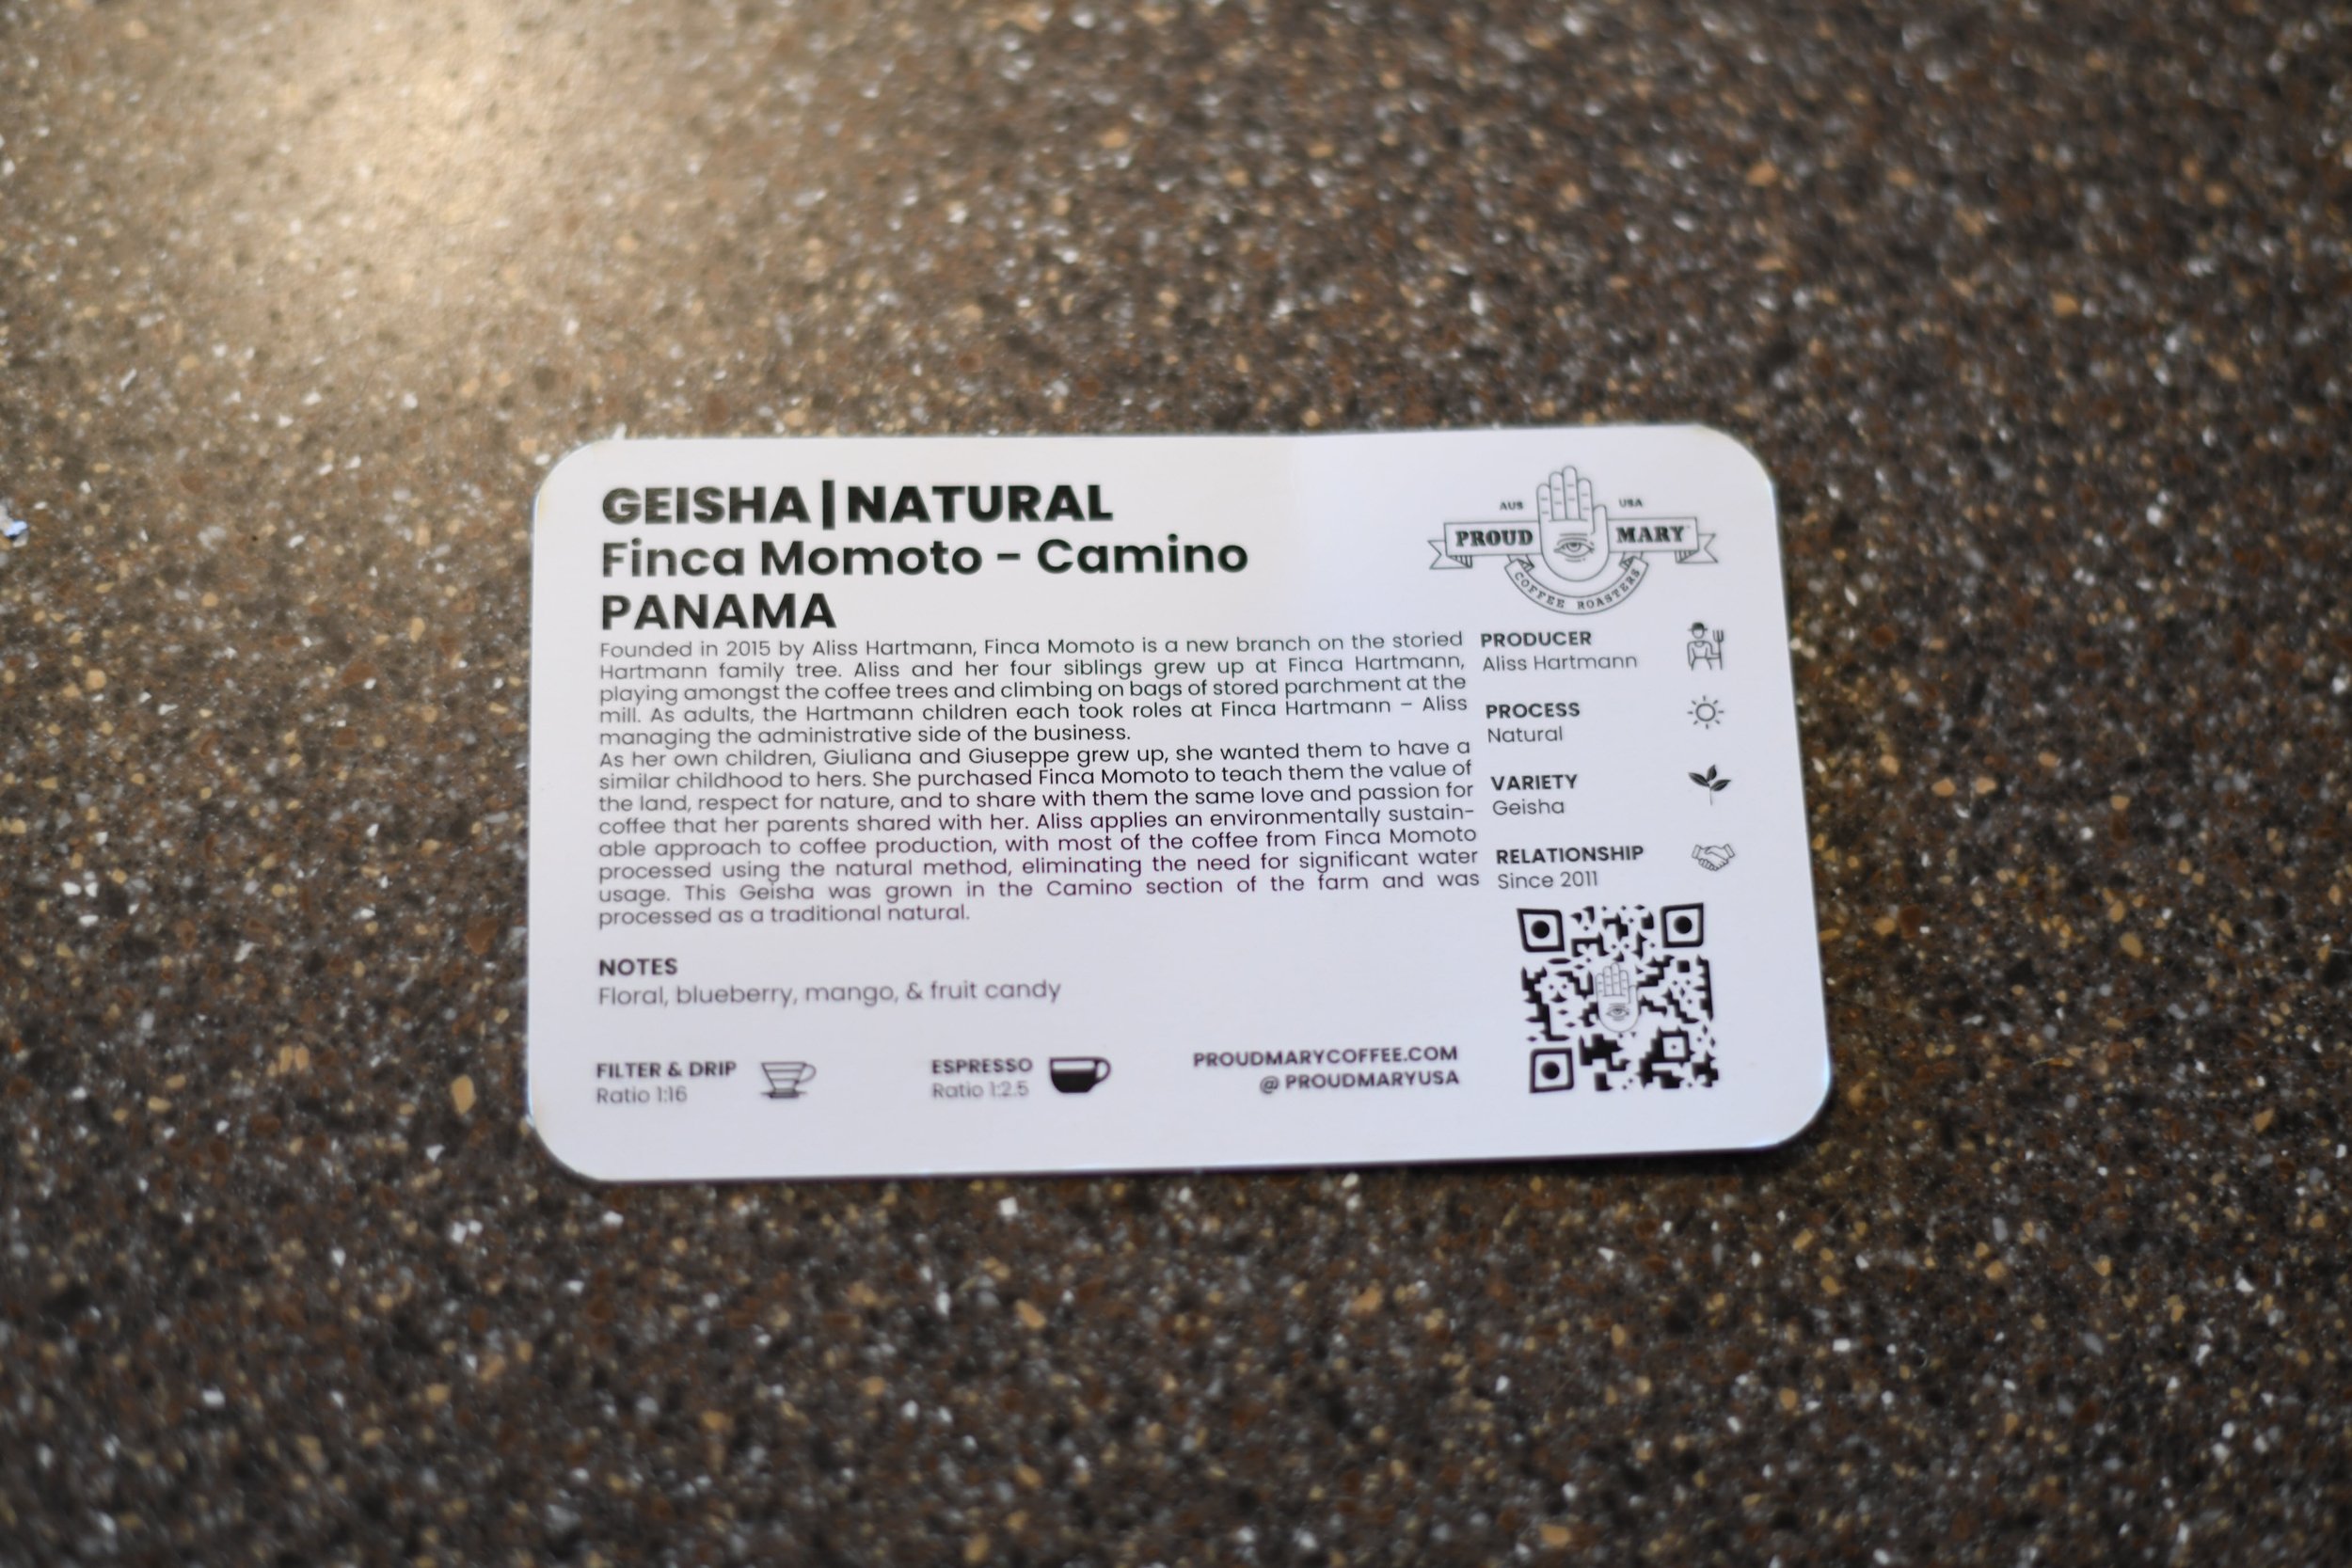 GEISHA | NATURAL
Finca Momoto - Camino
PANAMA
Founded in 2015 by Aliss Hartmann, Finca Momoto is a new branch on the storied
Hartmann family tree. Aliss and her four siblings grew up at Finca Hartmann,
playing amongst the coffee trees and climbing on bags of stored parchment at the
mill. As adults, the Hartmann children each took roles at Finca Hartmann - Aliss
managing the administrative side of the business.
As her own children, Giuliana and Giuseppe grew up, she wanted them to have a
similar childhood to hers. She purchased Finca Momoto to teach them the value of
the land, respect for nature, and to share with them the same love and passion for
coffee that her parents shared with her. Aliss applies an environmentally sustain-
able approach to coffee production, with most of the coffee from Finca Momoto
processed using the natural method, eliminating the need for significant water
usage. This Geisha was grown in the Camino section of the farm and was
processed as a traditional natural.
NOTES
Floral, blueberry, mango, & fruit candy
FILTER & DRIP
Ratio 1:16
ESPRESSO
Ratio 1:2.5
PROUDMARYCOFFEE.COM
@ PROUDMARYUSA
AUS USA
PROUD MARY
COFFEE ROASTERS
PRODUCER
Aliss Hartmann
PROCESS
Natural
VARIETY
Geisha
RELATIONSHIP
Since 2011